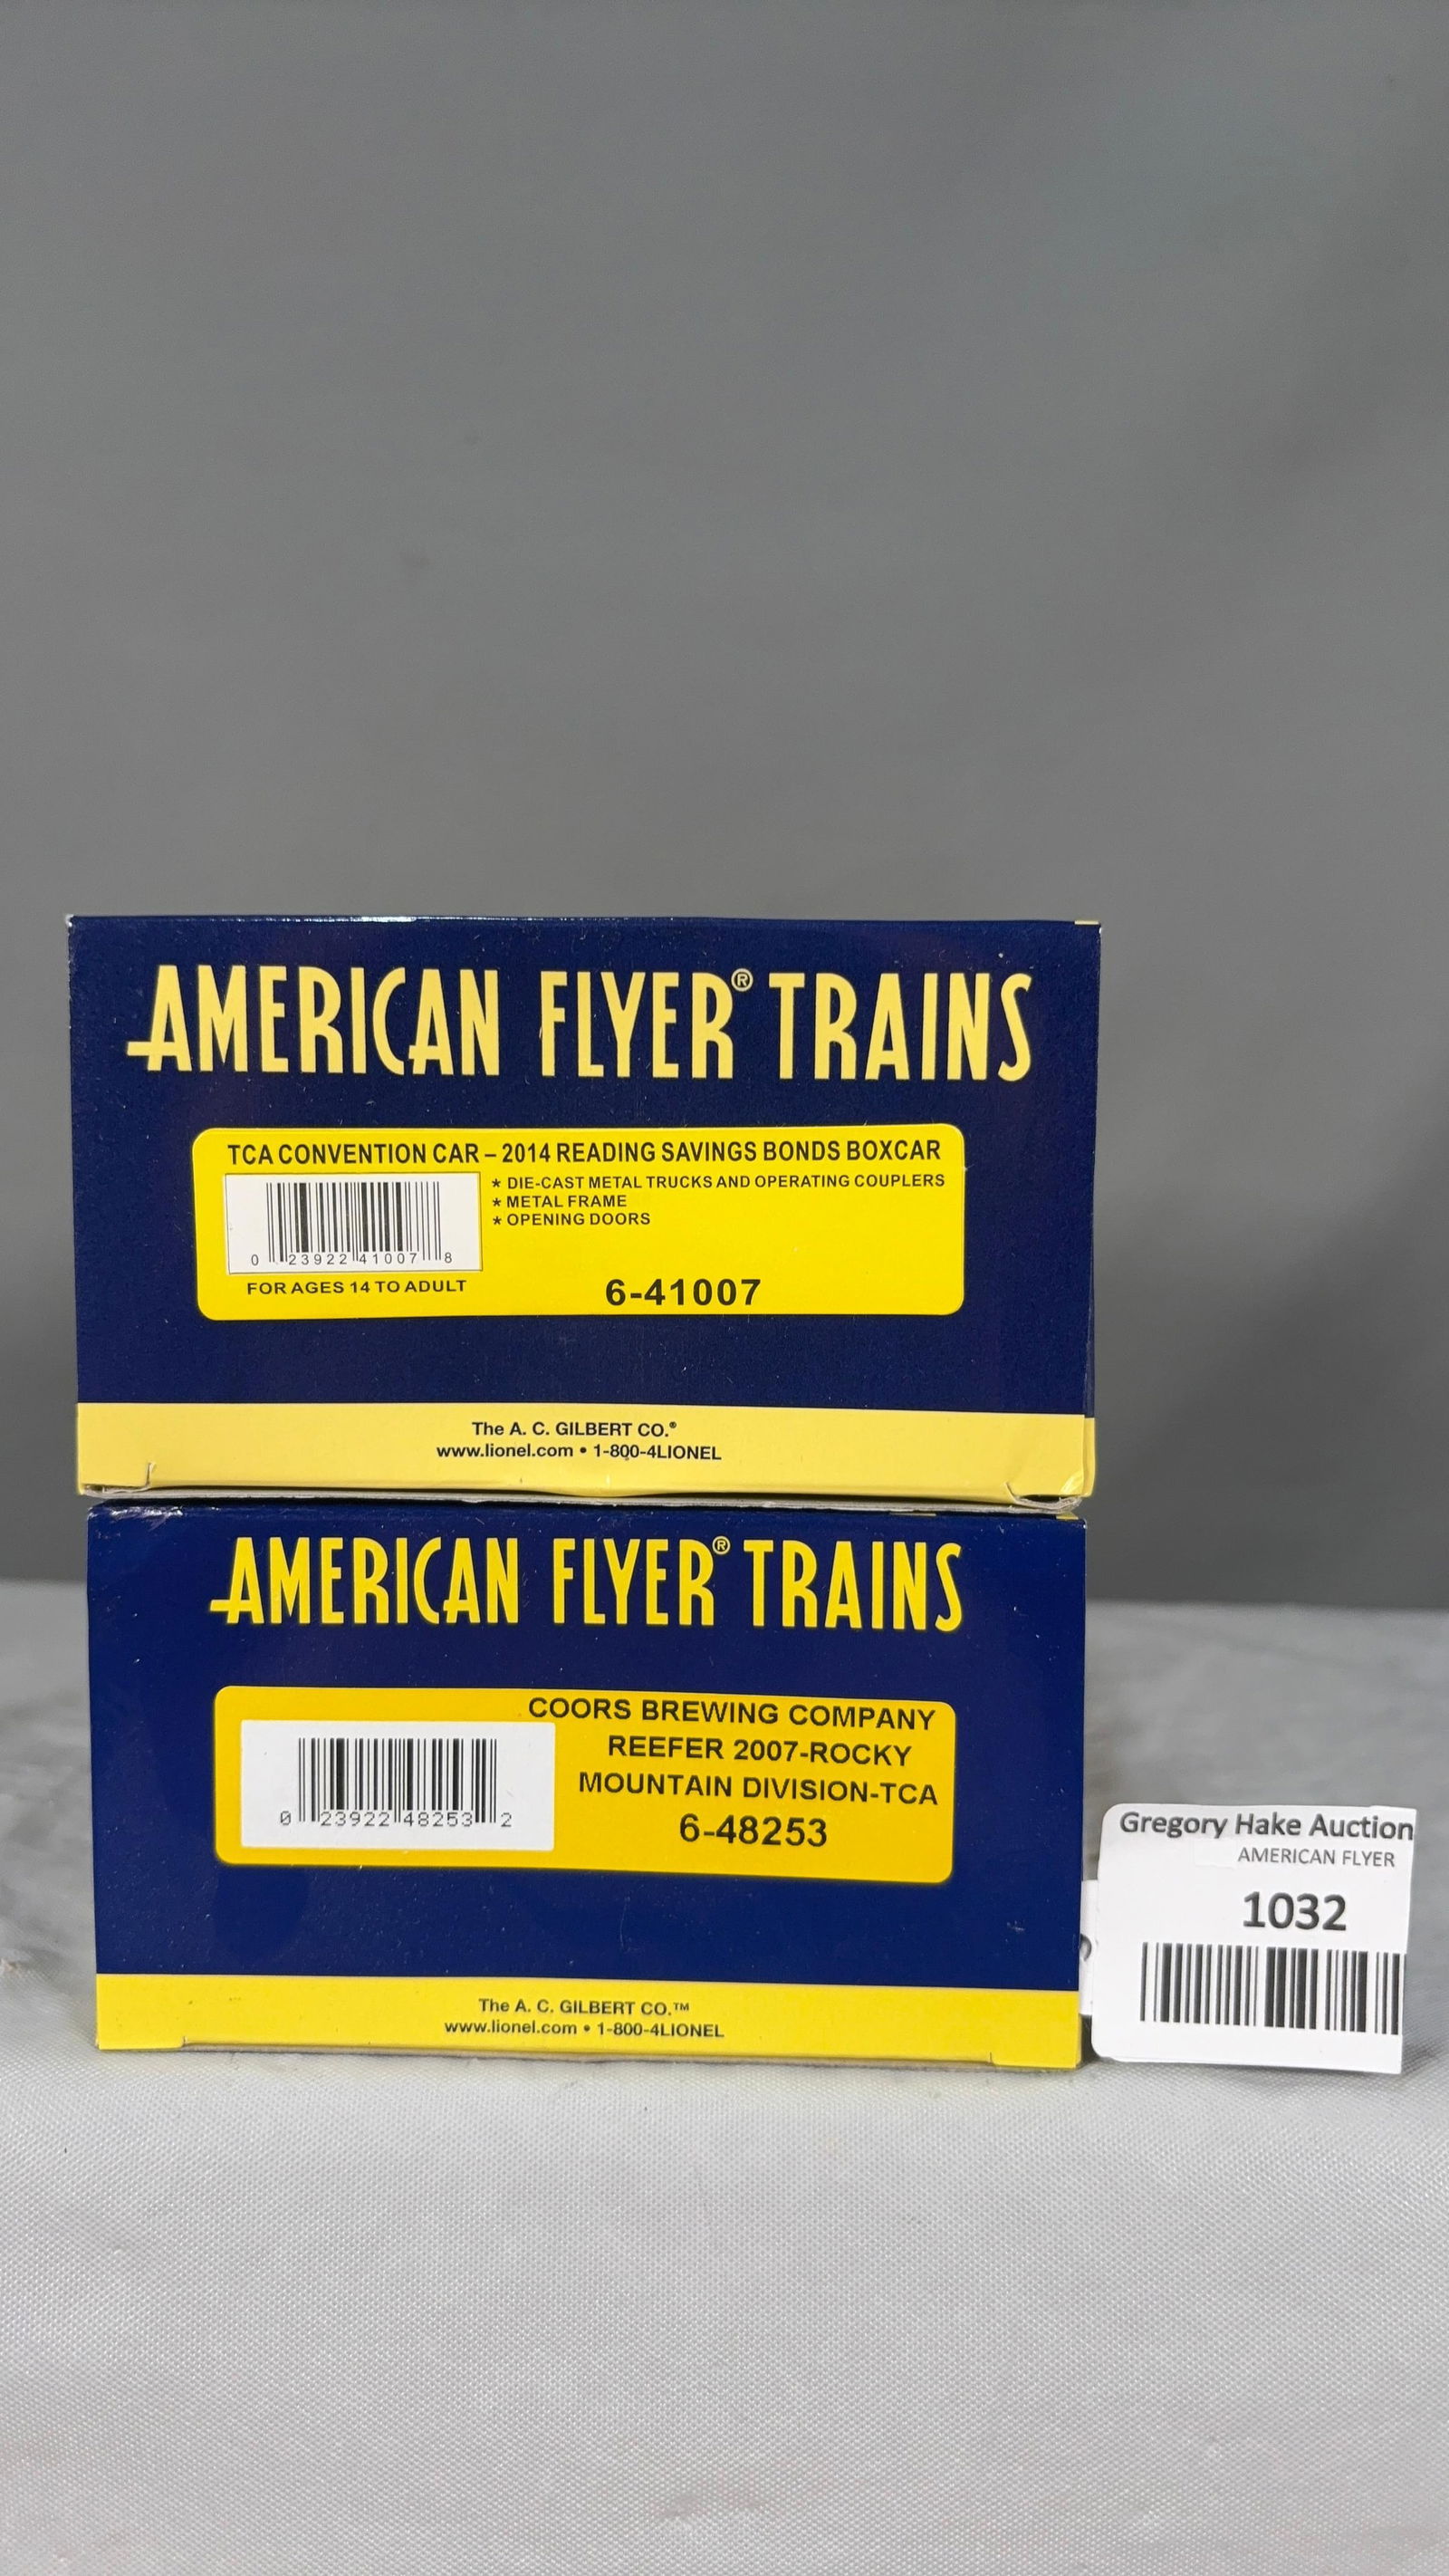 AMERICAN FLYER® TRAINS
TCA CONVENTION CAR – 2014 READING SAVINGS BONDS BOXCAR
* DIE-CAST METAL TRUCKS AND OPERATING COUPLERS
* METAL FRAME
* OPENING DOORS
0 23922 41007 8
FOR AGES 14 TO ADULT
6-41007
The A. C. GILBERT CO.®
www.lionel.com • 1-800-4LIONEL
AMERICAN FLYER® TRAINS
COORS BREWING COMPANY
REEFER 2007-ROCKY
MOUNTAIN DIVISION-TCA
6-48253
0 23922 48253 2
The A. C. GILBERT CO.™
www.lionel.com • 1-800-4LIONEL
Gregory Hake Auction
AMERICAN FLYER
1032